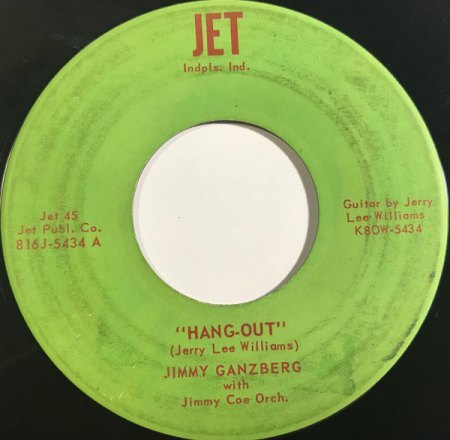 JET
Indpls. Ind.
Jet 45
Jet Publ. Co.
816J-5434 A
Guitar by Jerry
Lee Williams
K8OW-5434
"HANG-OUT"
(Jerry Lee Williams)
JIMMY GANZBERG
with
Jimmy Coe Orch.